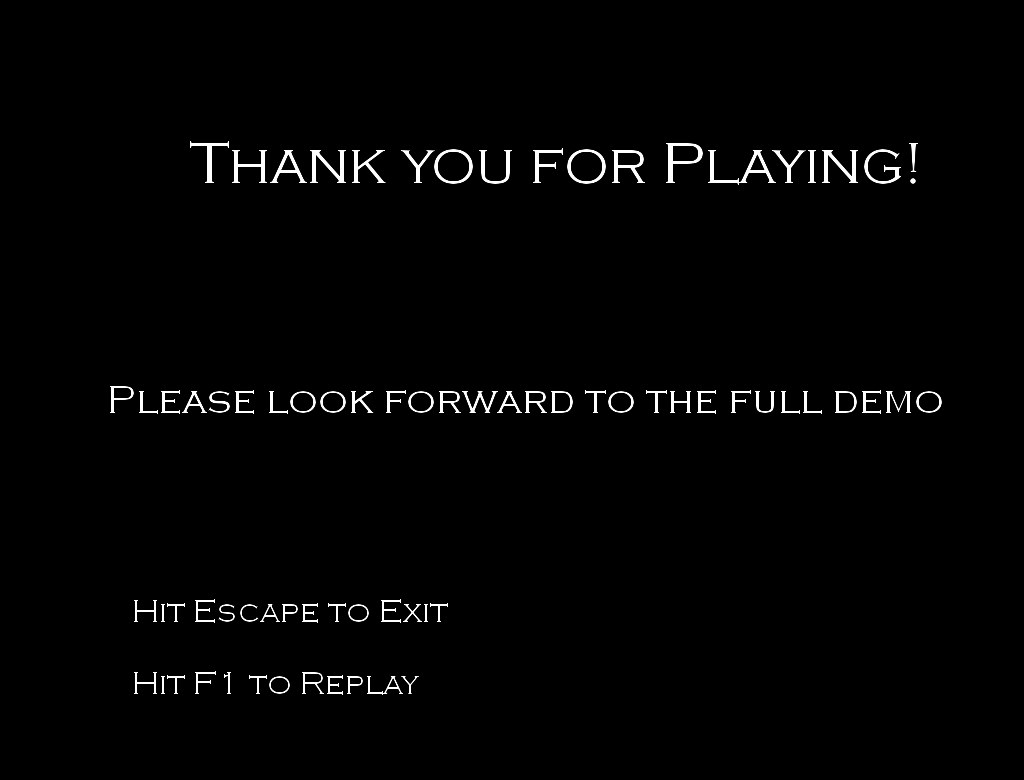 Thank you for Playing!
Please look forward to the full demo
Hit Escape to Exit
Hit F1 to Replay